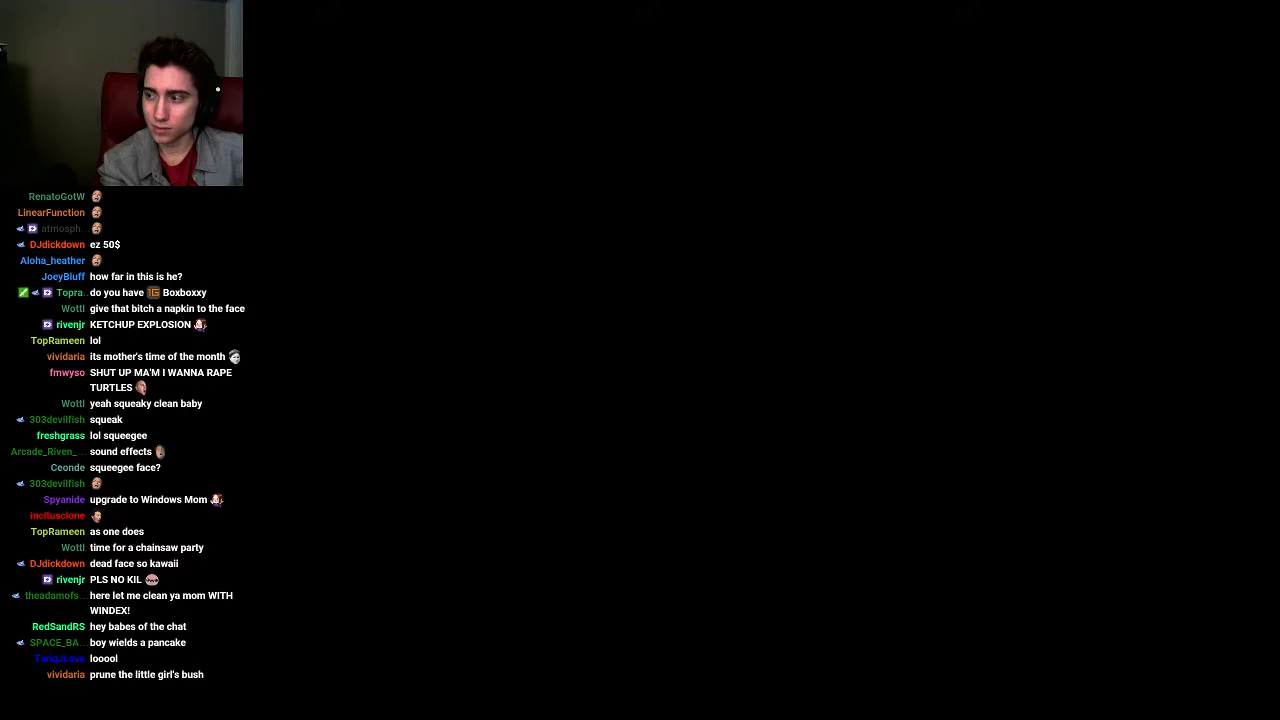 RenatoGotW
LinearFunction
atmosph...
DJdickdown ez 50$
Aloha_heather
JoeyBluff how far in this is he?
Topra.. do you have Boxboxxy
Wottl give that bitch a napkin to the face
rivenjr KETCHUP EXPLOSION
TopRameen lol
vividaria its mother's time of the month
fmwyso SHUT UP MA'M I WANNA RAPE
TURTLES
Wottl yeah squeaky clean baby
303devilfish squeak
freshgrass lol squeegee
Arcade_Riven_... sound effects
Ceonde squeegee face?
303devilfish
Spyanide upgrade to Windows Mom
incitusclone
TopRameen as one does
Wottl time for a chainsaw party
DJdickdown dead face so kawaii
rivenjr PLS NO KIL
theadamofs... here let me clean ya mom WITH
WINDEX!
RedSandRS hey babes of the chat
SPACE_BA... boy wields a pancake
looool
vividaria prune the little girl's bush